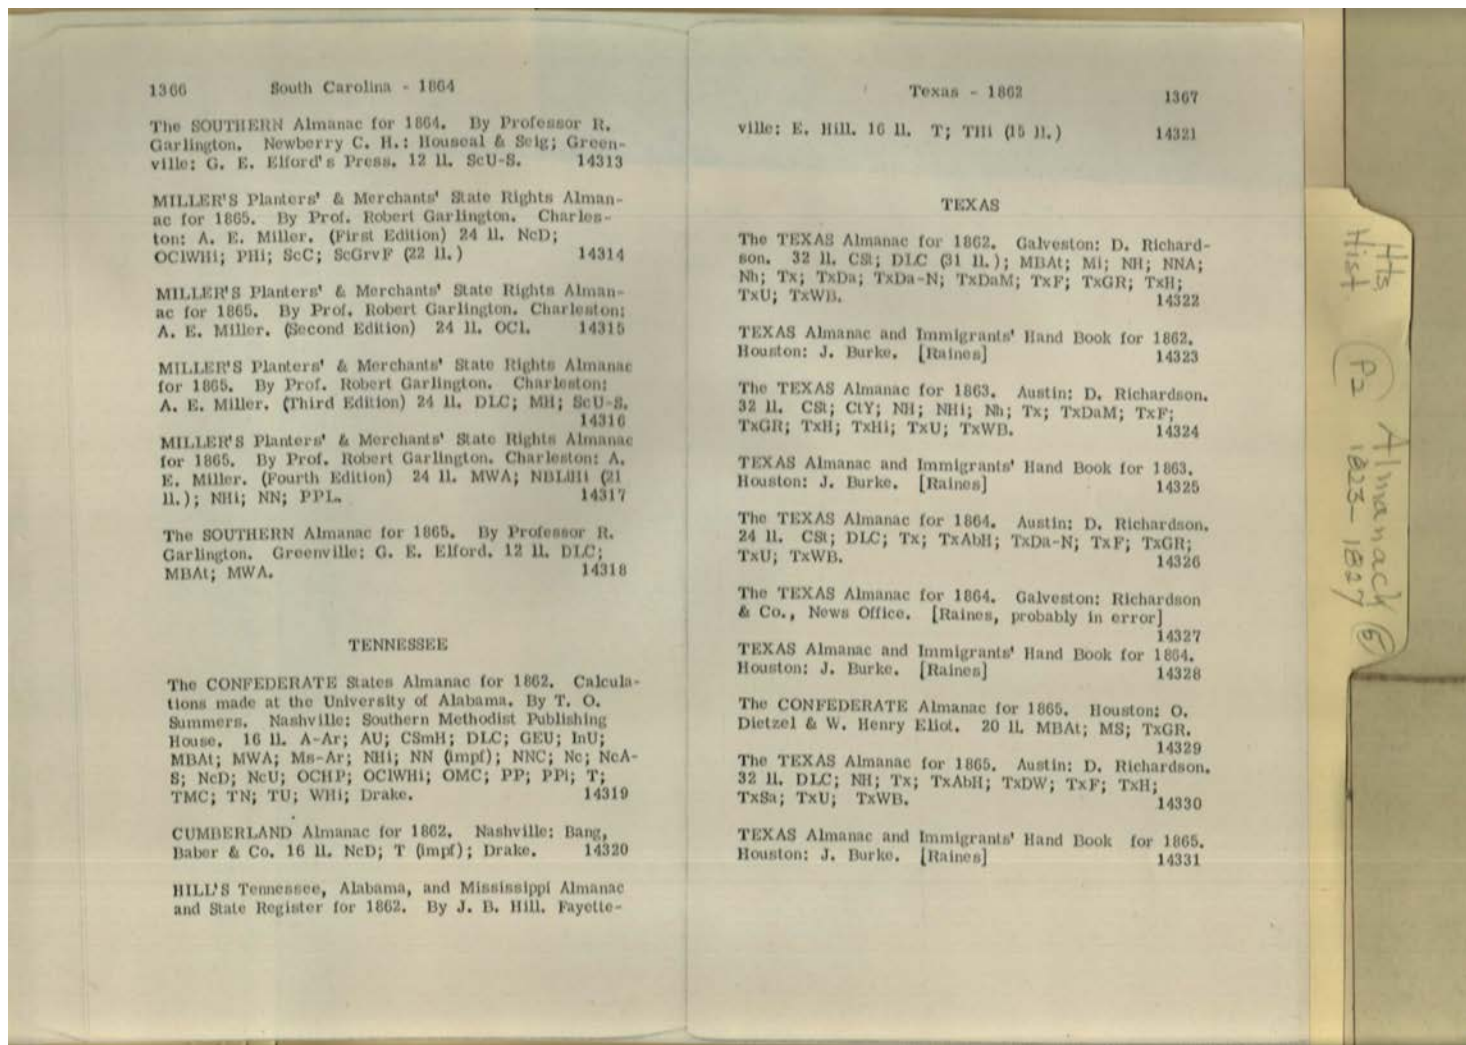 1366 South Carolina - 1864
The SOUTHERN Almanac for 1864. By Professor R.
Garlington. Newberry C. H.: Houseal & Seig; Green-
ville: G. E. Elford's Press. 12 ll. ScU-S. 14313
MILLER'S Planters' & Merchants' State Rights Alman-
ac for 1865. By Prof. Robert Garlington. Charles-
ton: A. E. Miller. (First Edition) 24 ll. NcD;
OClWHi; PHi; ScC; ScGrvF (22 ll.) 14314
MILLER'S Planters' & Merchants' State Rights Alman-
ac for 1865. By Prof. Robert Garlington. Charleston:
A. E. Miller. (Second Edition) 24 ll. OCl. 14315
MILLER'S Planters' & Merchants' State Rights Almanac
for 1865. By Prof. Robert Garlington. Charleston:
A. E. Miller. (Third Edition) 24 ll. DLC; MH; ScU-S.
14316
MILLER'S Planters' & Merchants' State Rights Almanac
for 1865. By Prof. Robert Garlington. Charleston: A.
E. Miller. (Fourth Edition) 24 ll. MWA; NBLiHi (21
ll.); NHi; NN; PPL. 14317
The SOUTHERN Almanac for 1865. By Professor R.
Garlington. Greenville: G. E. Elford. 12 ll. DLC;
MBAt; MWA. 14318
TENNESSEE
The CONFEDERATE States Almanac for 1862. Calcula-
tions made at the University of Alabama. By T. O.
Summers. Nashville: Southern Methodist Publishing
House. 16 ll. A-Ar; AU; CSmH; DLC; GEU; InU;
MBAt; MWA; Ms-Ar; NHi; NN (impf); NNC; Nc; NcA-
S; NcD; NcU; OCHP; OClWHi; OMC; PP; PPi; T;
TMC; TN; TU; WHi; Drake. 14319
CUMBERLAND Almanac for 1862. Nashville: Bang,
Baber & Co. 16 ll. NcD; T (impf); Drake. 14320
HILL'S Tennessee, Alabama, and Mississippi Almanac
and State Register for 1862. By J. B. Hill. Fayette-
Texas - 1862 1367
ville: E. Hill. 16 ll. T; THi (15 ll.) 14321
TEXAS
The TEXAS Almanac for 1862. Galveston: D. Richard-
son. 32 ll. CSt; DLC (31 ll.); MBAt; Mi; NH; NNA;
Nh; Tx; TxDa; TxDa-N; TxDaM; TxF; TxGR; TxH;
TxU; TxWB. 14322
TEXAS Almanac and Immigrants' Hand Book for 1862.
Houston: J. Burke. [Raines] 14323
The TEXAS Almanac for 1863. Austin: D. Richardson.
32 ll. CSt; CtY; NH; NHi; Nh; Tx; TxDaM; TxF;
TxGR; TxH; TxHi; TxU; TxWB. 14324
TEXAS Almanac and Immigrants' Hand Book for 1863.
Houston: J. Burke. [Raines] 14325
The TEXAS Almanac for 1864. Austin: D. Richardson.
24 ll. CSt; DLC; Tx; TxAbH; TxDa-N; TxF; TxGR;
TxU; TxWB. 14326
The TEXAS Almanac for 1864. Galveston: Richardson
& Co., News Office. [Raines, probably in error]
14327
TEXAS Almanac and Immigrants' Hand Book for 1864.
Houston: J. Burke. [Raines] 14328
The CONFEDERATE Almanac for 1865. Houston: O.
Dietzel & W. Henry Eliot. 20 ll. MBAt; MS; TxGR.
14329
The TEXAS Almanac for 1865. Austin: D. Richardson.
32 ll. DLC; NH; Tx; TxAbH; TxDW; TxF; TxH;
TxSa; TxU; TxWB. 14330
TEXAS Almanac and Immigrants' Hand Book for 1865.
Houston: J. Burke. [Raines] 14331
Hts Almanack (5)
Hist. (P2) 1823-1827